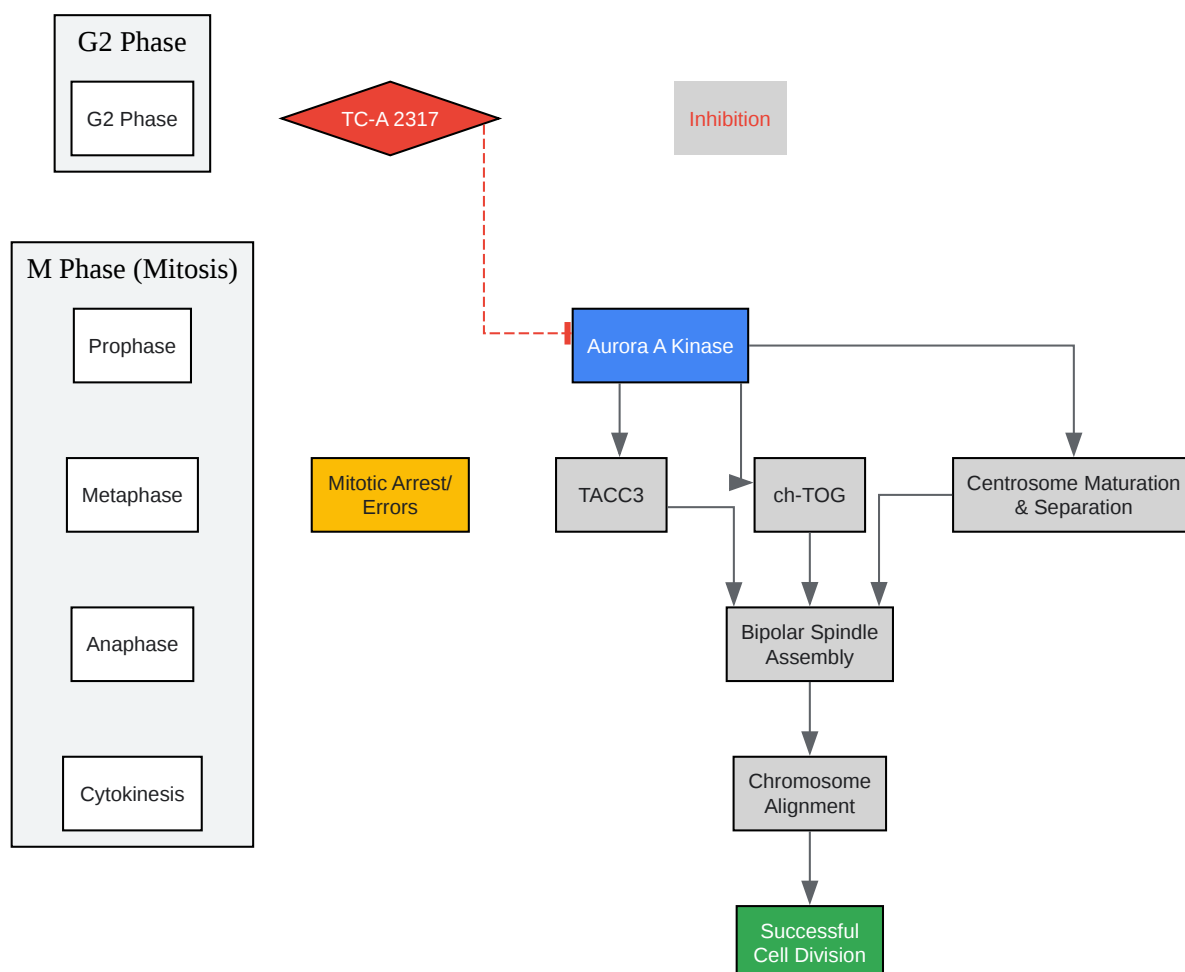 G2 Phase
G2 Phase
TC-A 2317
Inhibition
M Phase (Mitosis)
Prophase
Aurora A Kinase
Metaphase
Mitotic Arrest/
Errors
TACC3
ch-TOG
Centrosome Maturation
& Separation
Anaphase
Bipolar Spindle
Assembly
Cytokinesis
Chromosome
Alignment
Successful
Cell Division